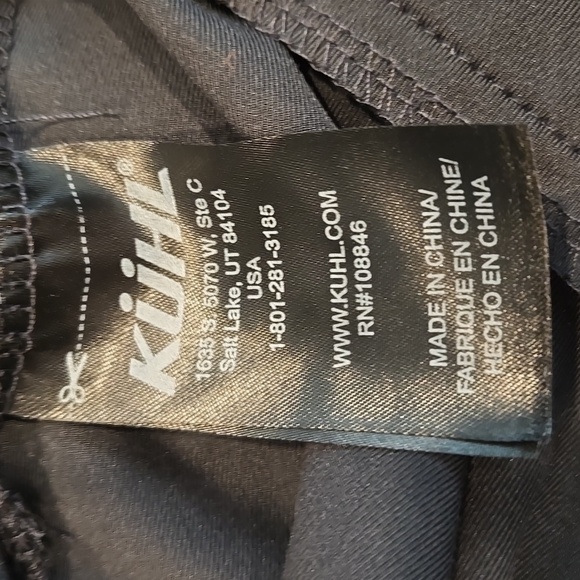 KÜHL®
1635 S. 5070 W, Ste C
Salt Lake, UT 84104
USA
1-801-281-3185
WWW.KUHL.COM
RN#108846
MADE IN CHINA/
FABRIQUE EN CHINE/
HECHO EN CHINA